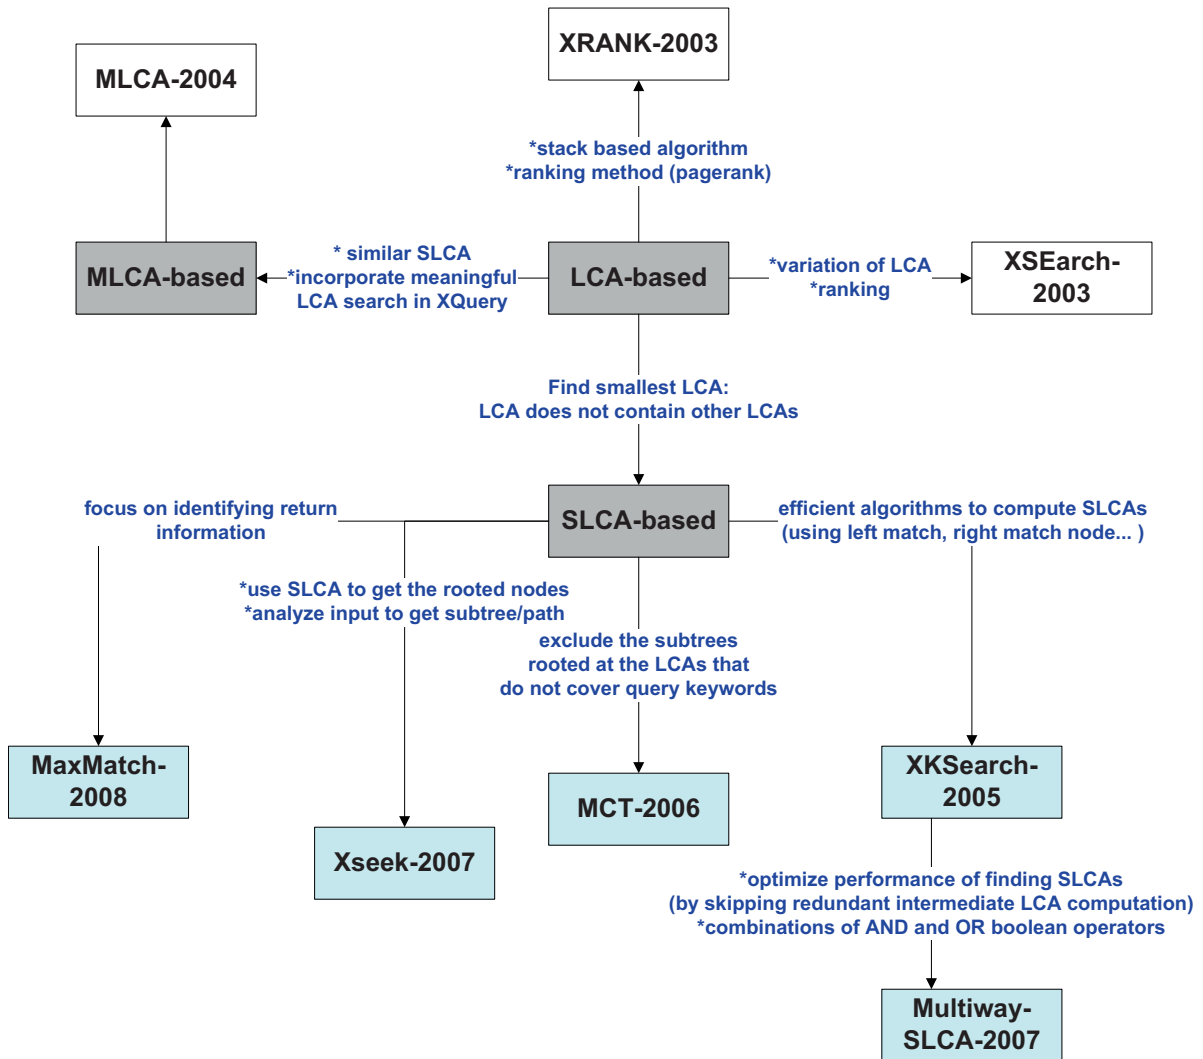 XRANK-2003
MLCA-2004
*stack based algorithm
*ranking method (pagerank)
MLCA-based
* similar SLCA
*incorporate meaningful
LCA search in XQuery
LCA-based
*variation of LCA
*ranking
XSEarch-
2003
Find smallest LCA:
LCA does not contain other LCAs
focus on identifying return
information
SLCA-based
efficient algorithms to compute SLCAs
(using left match, right match node... )
*use SLCA to get the rooted nodes
*analyze input to get subtree/path
exclude the subtrees
rooted at the LCAs that
do not cover query keywords
MaxMatch-
2008
Xseek-2007
MCT-2006
XKSearch-
2005
*optimize performance of finding SLCAs
(by skipping redundant intermediate LCA computation)
*combinations of AND and OR boolean operators
Multiway-
SLCA-2007